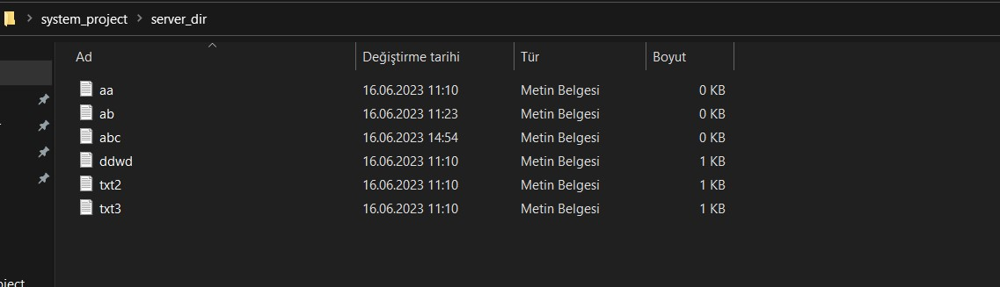 system_project > server_dir
Ad Değiştirme tarihi Tür Boyut
aa 16.06.2023 11:10 Metin Belgesi 0 KB
ab 16.06.2023 11:23 Metin Belgesi 0 KB
abc 16.06.2023 14:54 Metin Belgesi 0 KB
ddwd 16.06.2023 11:10 Metin Belgesi 1 KB
txt2 16.06.2023 11:10 Metin Belgesi 1 KB
txt3 16.06.2023 11:10 Metin Belgesi 1 KB